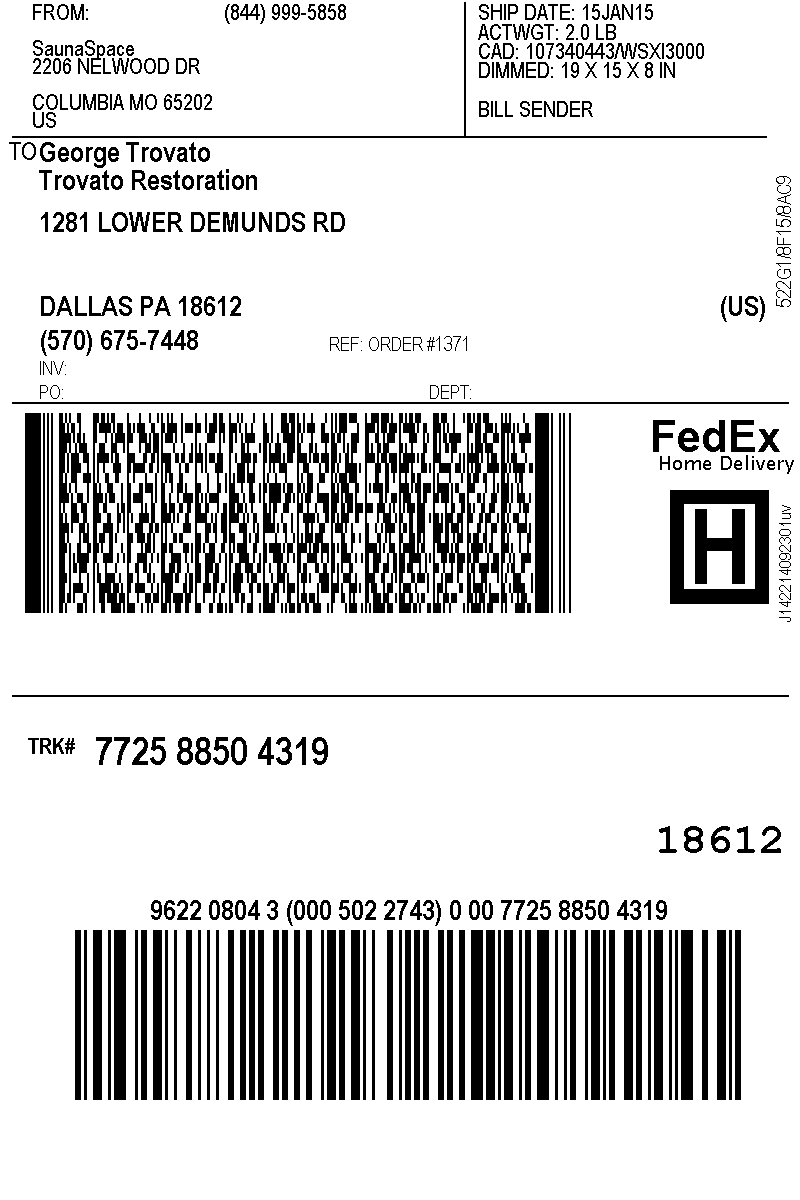 FROM: (844) 999-5858
SaunaSpace
2206 NELWOOD DR
COLUMBIA MO 65202
US
SHIP DATE: 15JAN15
ACTWGT: 2.0 LB
CAD: 107340443/WSXI3000
DIMMED: 19 X 15 X 8 IN
BILL SENDER
TO George Trovato
Trovato Restoration
1281 LOWER DEMUNDS RD
DALLAS PA 18612 (US)
(570) 675-7448 REF: ORDER #1371
INV:
PO: DEPT:
522G1/8F15/8AC9
FedEx
Home Delivery
H
J142214092301uv
TRK# 7725 8850 4319
18612
9622 0804 3 (000 502 2743) 0 00 7725 8850 4319